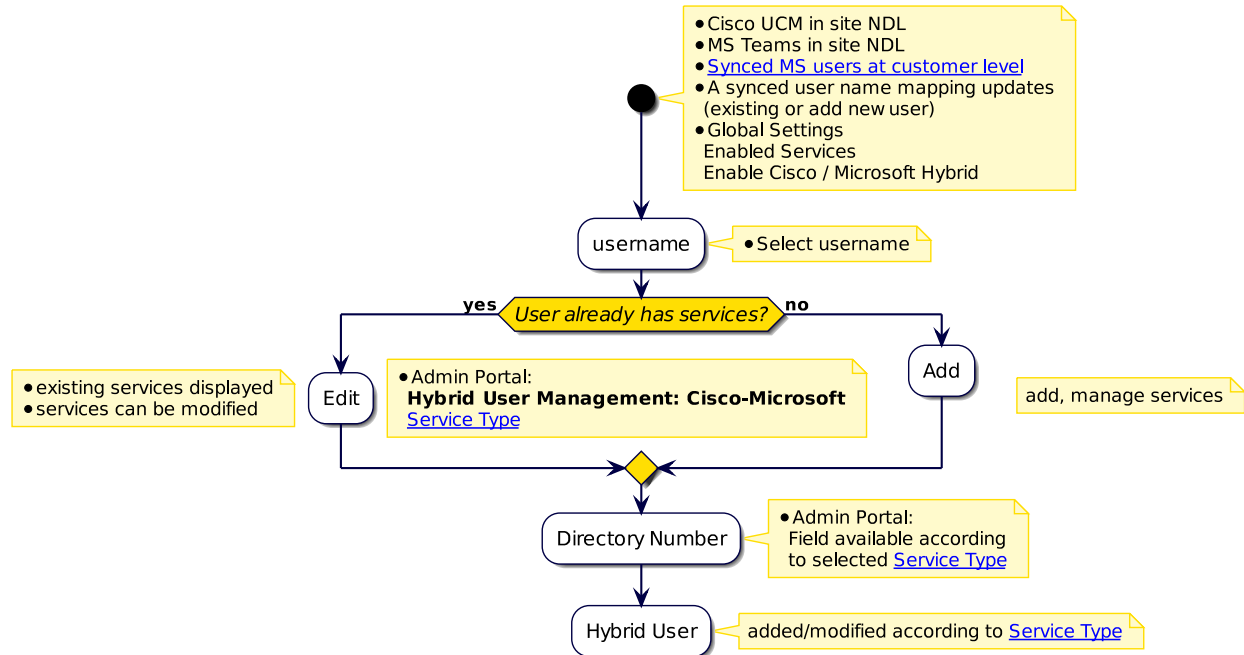 •Cisco UCM in site NDL
•MS Teams in site NDL
•Synced MS users at customer level
•A synced user name mapping updates
(existing or add new user)
•Global Settings
Enabled Services
Enable Cisco / Microsoft Hybrid
username
•Select username
yes
User already has services?
no
•existing services displayed
•services can be modified
Edit
•Admin Portal:
Hybrid User Management: Cisco-Microsoft
Service Type
Add
add, manage services
Directory Number
•Admin Portal:
Field available according
to selected Service Type
Hybrid User
added/modified according to Service Type